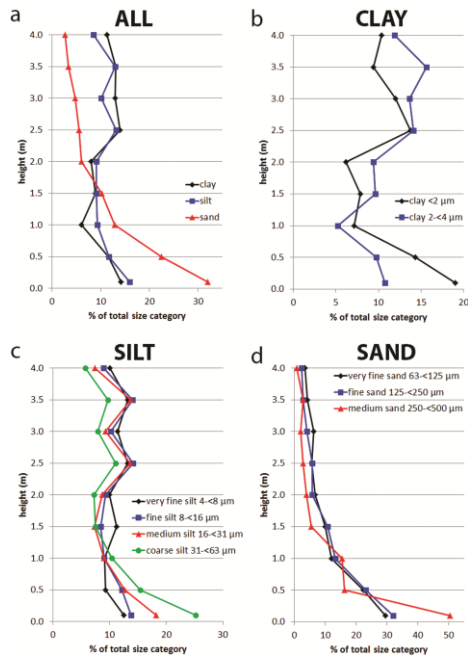 a
ALL
4.0
3.5
3.0
2.5
2.0
1.5
1.0
0.5
0.0
height (m)
clay
silt
sand
0 10 20 30
% of total size category
b
CLAY
4.0
3.5
3.0
2.5
2.0
1.5
1.0
0.5
0.0
height (m)
clay <2 µm
clay 2-<4 µm
0 5 10 15 20
% of total size category
c
SILT
4.0
3.5
3.0
2.5
2.0
1.5
1.0
0.5
0.0
height (m)
very fine silt 4-<8 µm
fine silt 8-<16 µm
medium silt 16-<31 µm
coarse silt 31-<63 µm
0 10 20 30
% of total size category
d
SAND
4.0
3.5
3.0
2.5
2.0
1.5
1.0
0.5
0.0
height (m)
very fine sand 63-<125 µm
fine sand 125-<250 µm
medium sand 250-<500 µm
0 10 20 30 40 50
% of total size category